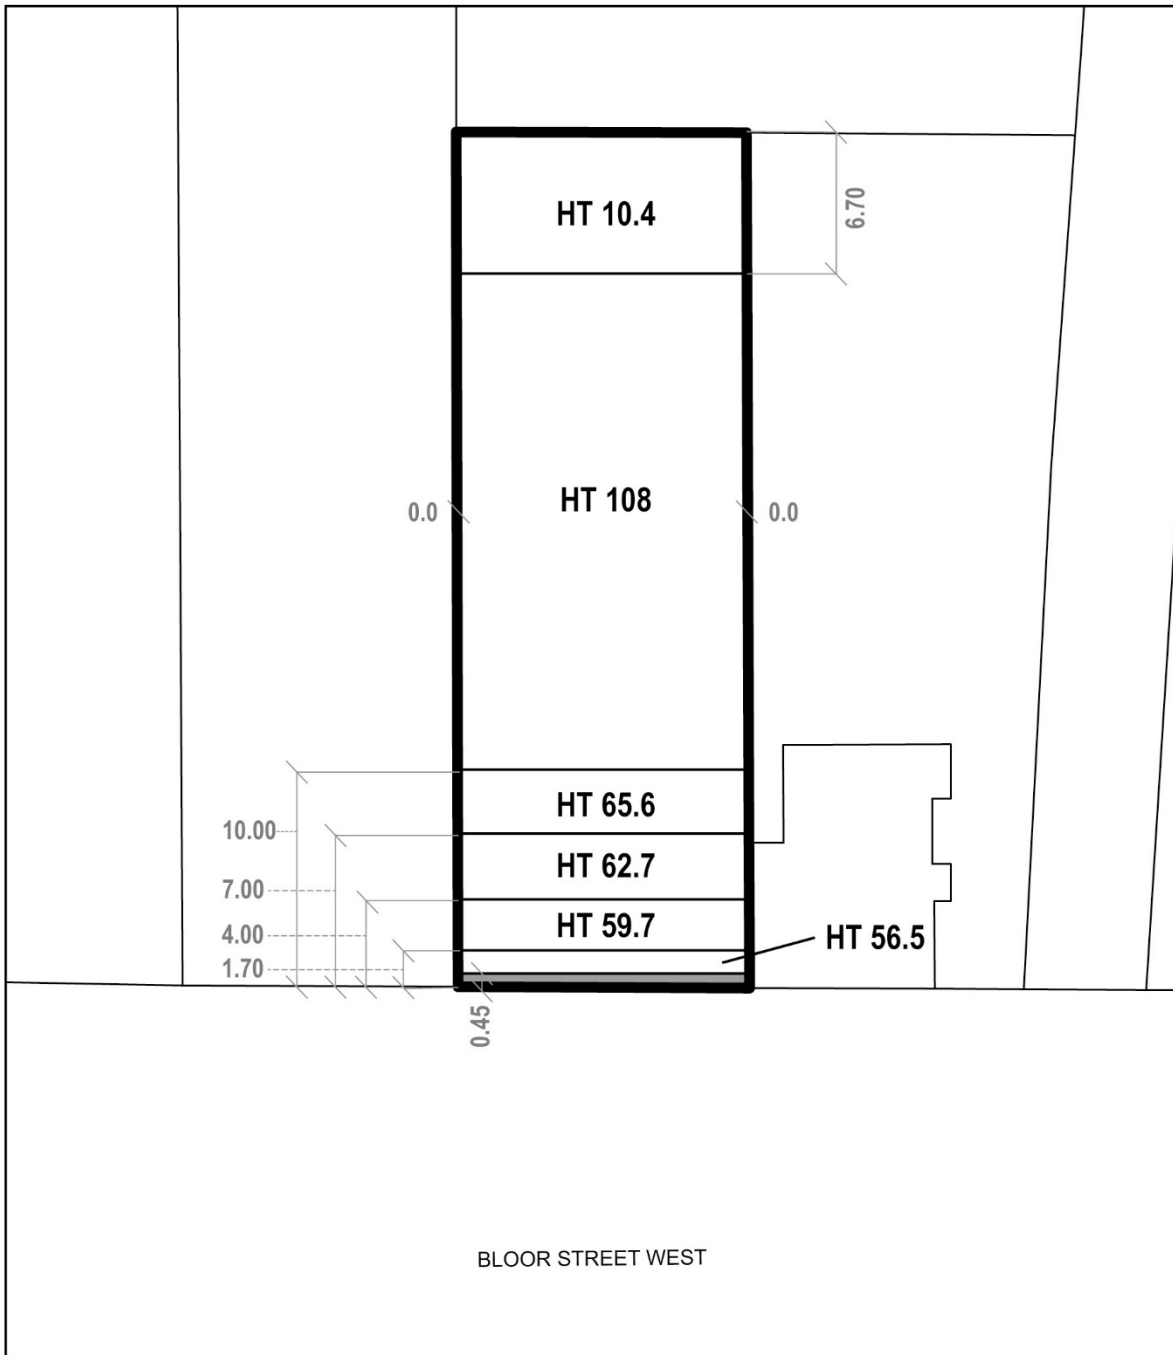 HT 10.4
6.70
HT 108
0.0
0.0
HT 65.6
10.00
HT 62.7
7.00
HT 59.7
4.00
HT 56.5
1.70
0.45
BLOOR STREET WEST